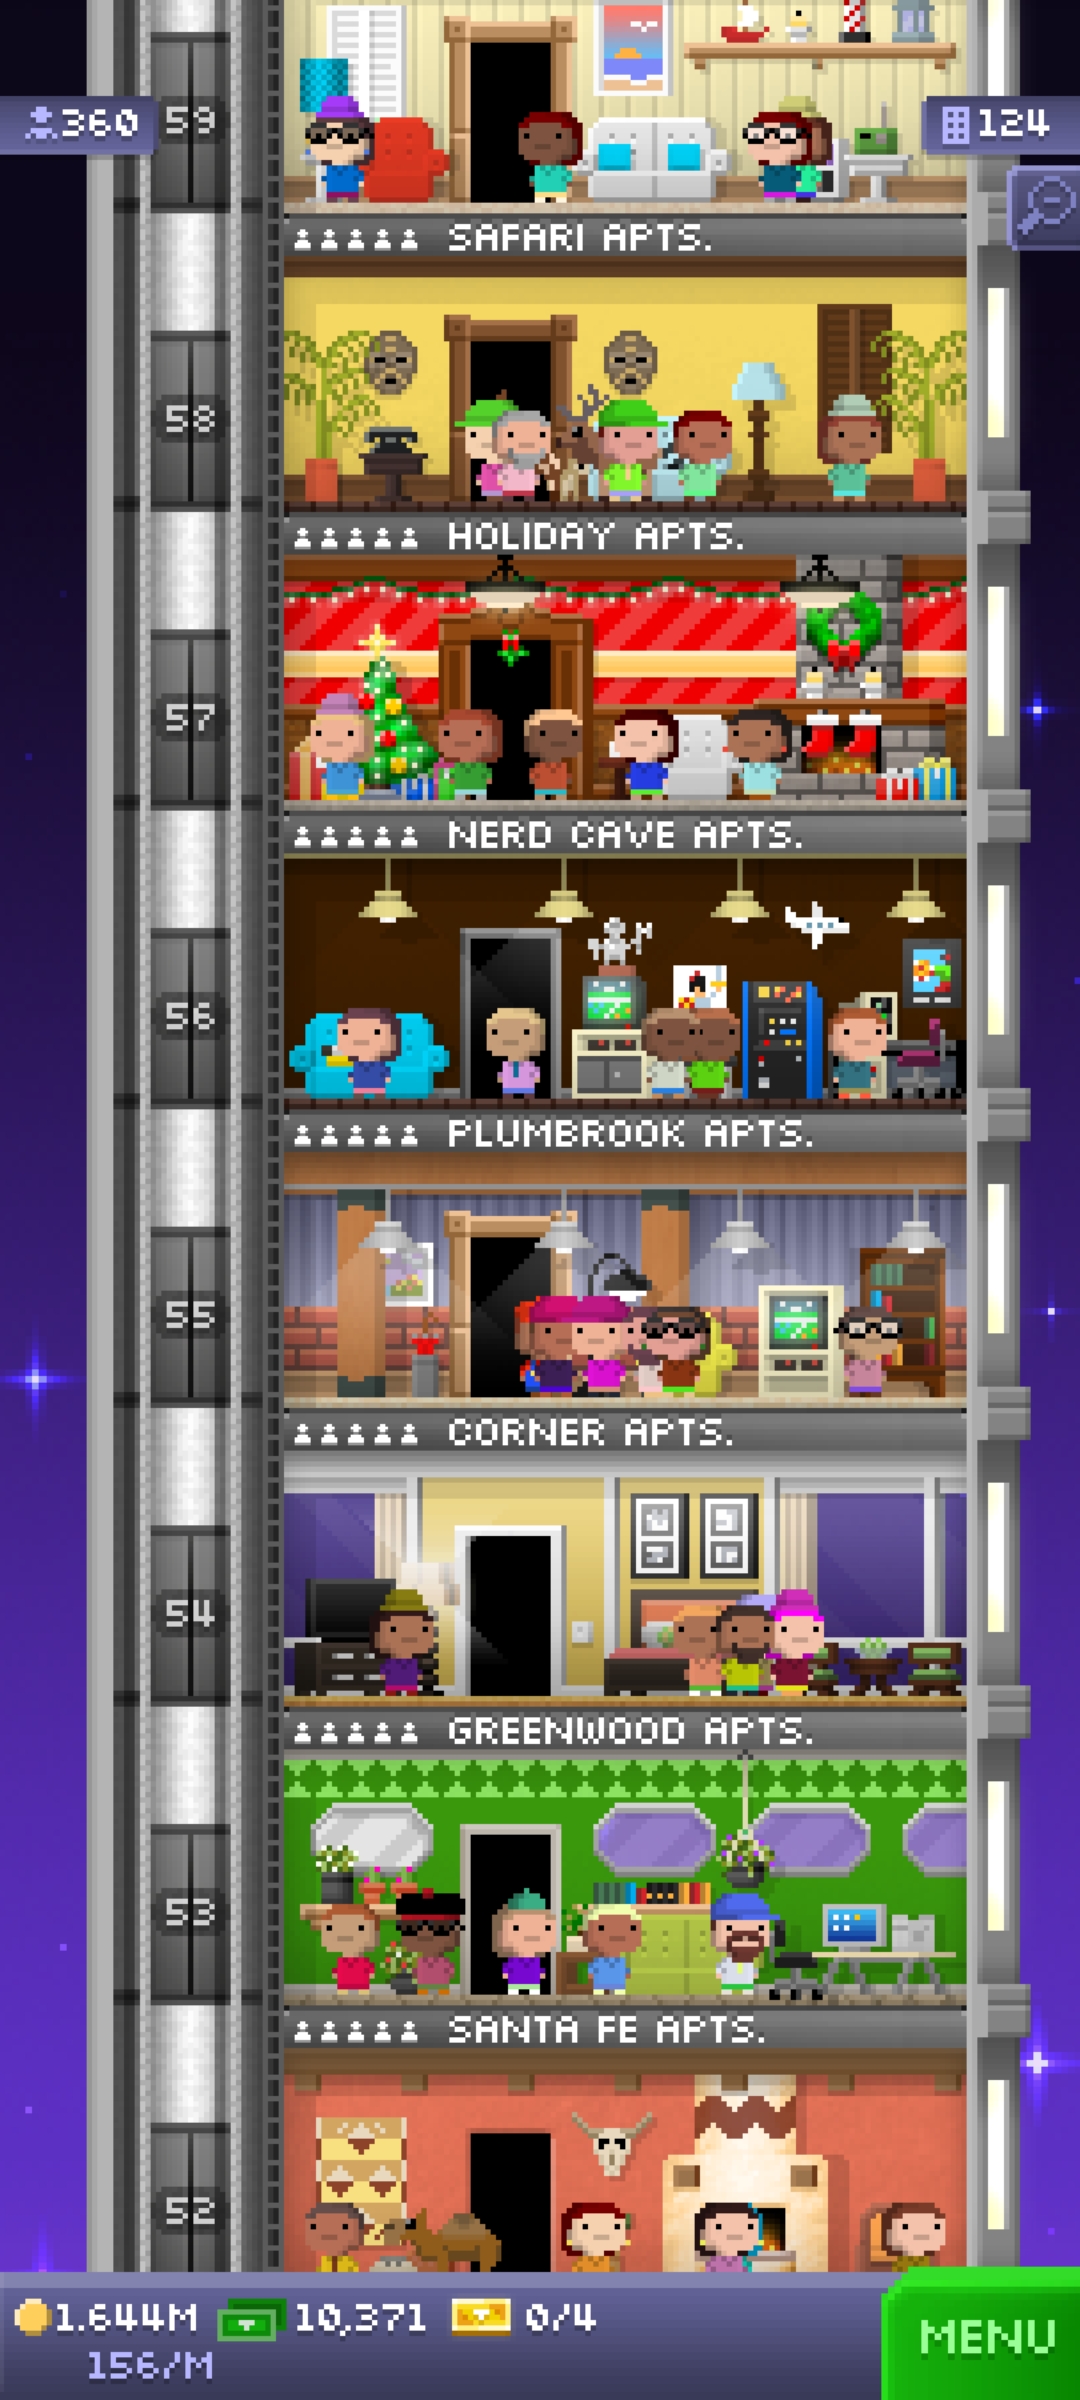 360
59
124
SAFARI APTS.
58
HOLIDAY APTS.
57
NERD CAVE APTS.
56
PLUMBROOK APTS.
55
CORNER APTS.
54
GREENWOOD APTS.
53
SANTA FE APTS.
52
1.644M 10,371 0/4
156/M
MENU